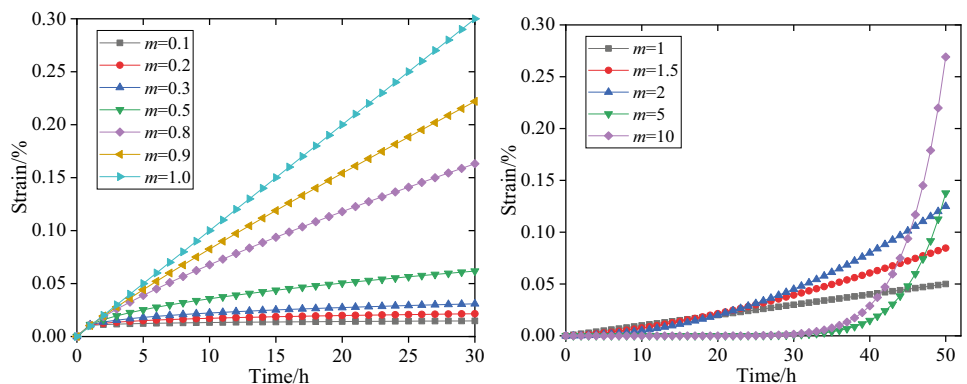 0.30
0.25
0.20
0.15
0.10
0.05
0.00
Strain/%
m=0.1
m=0.2
m=0.3
m=0.5
m=0.8
m=0.9
m=1.0
0 5 10 15 20 25 30
Time/h
0.30
0.25
0.20
0.15
0.10
0.05
0.00
Strain/%
m=1
m=1.5
m=2
m=5
m=10
0 10 20 30 40 50
Time/h